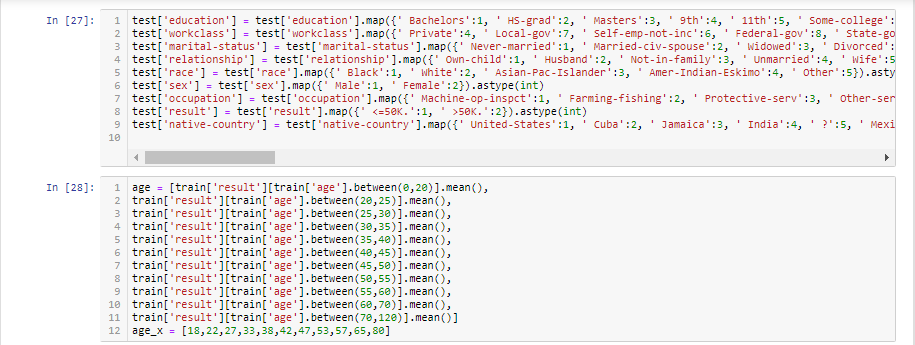 In [27]:
1 test['education'] = test['education'].map({' Bachelors':1, ' HS-grad':2, ' Masters':3, ' 9th':4, ' 11th':5, ' Some-college':
2 test['workclass'] = test['workclass'].map({' Private':4, ' Local-gov':7, ' Self-emp-not-inc':6, ' Federal-gov':8, ' State-go
3 test['marital-status'] = test['marital-status'].map({' Never-married':1, ' Married-civ-spouse':2, ' Widowed':3, ' Divorced':
4 test['relationship'] = test['relationship'].map({' Own-child':1, ' Husband':2, ' Not-in-family':3, ' Unmarried':4, ' Wife':5
5 test['race'] = test['race'].map({' Black':1, ' White':2, ' Asian-Pac-Islander':3, ' Amer-Indian-Eskimo':4, ' Other':5}).asty
6 test['sex'] = test['sex'].map({' Male':1, ' Female':2}).astype(int)
7 test['occupation'] = test['occupation'].map({' Machine-op-inspct':1, ' Farming-fishing':2, ' Protective-serv':3, ' Other-ser
8 test['result'] = test['result'].map({' <=50K.':1, ' >50K.':2}).astype(int)
9 test['native-country'] = test['native-country'].map({' United-States':1, ' Cuba':2, ' Jamaica':3, ' India':4, ' ?':5, ' Mexi
10
In [28]:
1 age = [train['result'][train['age'].between(0,20)].mean(),
2 train['result'][train['age'].between(20,25)].mean(),
3 train['result'][train['age'].between(25,30)].mean(),
4 train['result'][train['age'].between(30,35)].mean(),
5 train['result'][train['age'].between(35,40)].mean(),
6 train['result'][train['age'].between(40,45)].mean(),
7 train['result'][train['age'].between(45,50)].mean(),
8 train['result'][train['age'].between(50,55)].mean(),
9 train['result'][train['age'].between(55,60)].mean(),
10 train['result'][train['age'].between(60,70)].mean(),
11 train['result'][train['age'].between(70,120)].mean()]
12 age_x = [18,22,27,33,38,42,47,53,57,65,80]